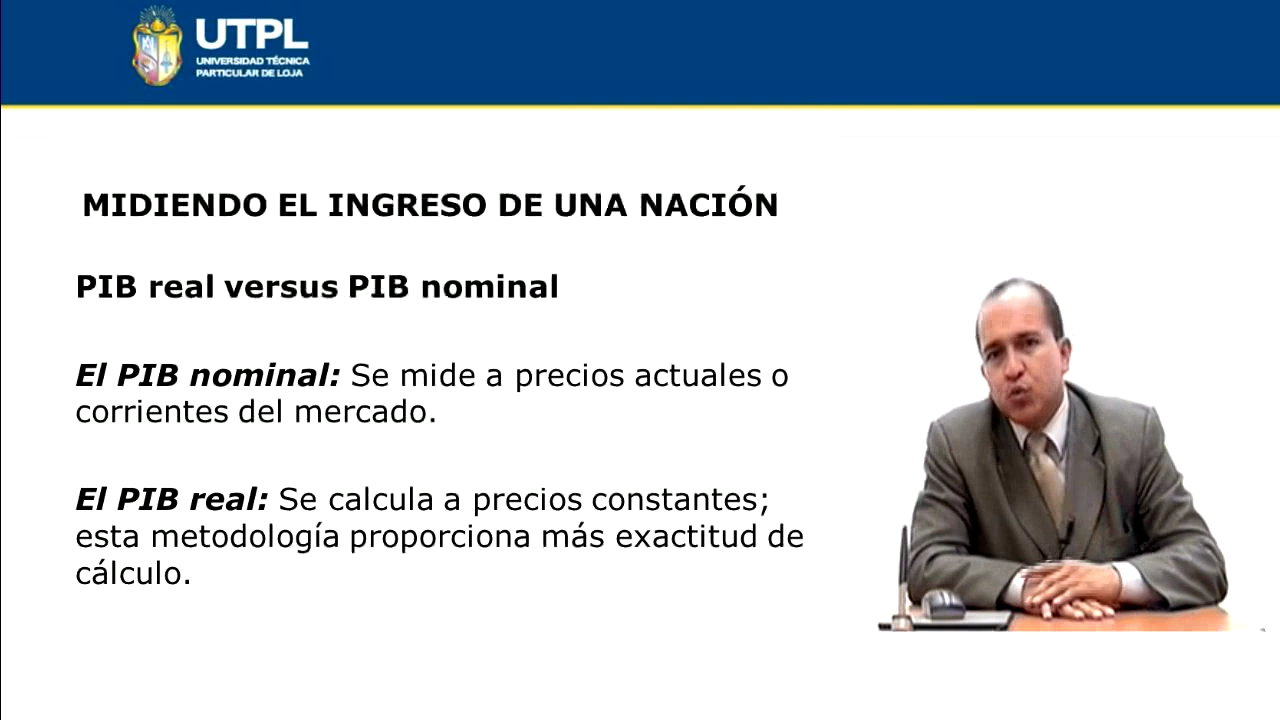 UTPL
UNIVERSIDAD TÉCNICA
PARTICULAR DE LOJA
MIDIENDO EL INGRESO DE UNA NACIÓN
PIB real versus PIB nominal
El PIB nominal: Se mide a precios actuales o
corrientes del mercado.
El PIB real: Se calcula a precios constantes;
esta metodología proporciona más exactitud de
cálculo.